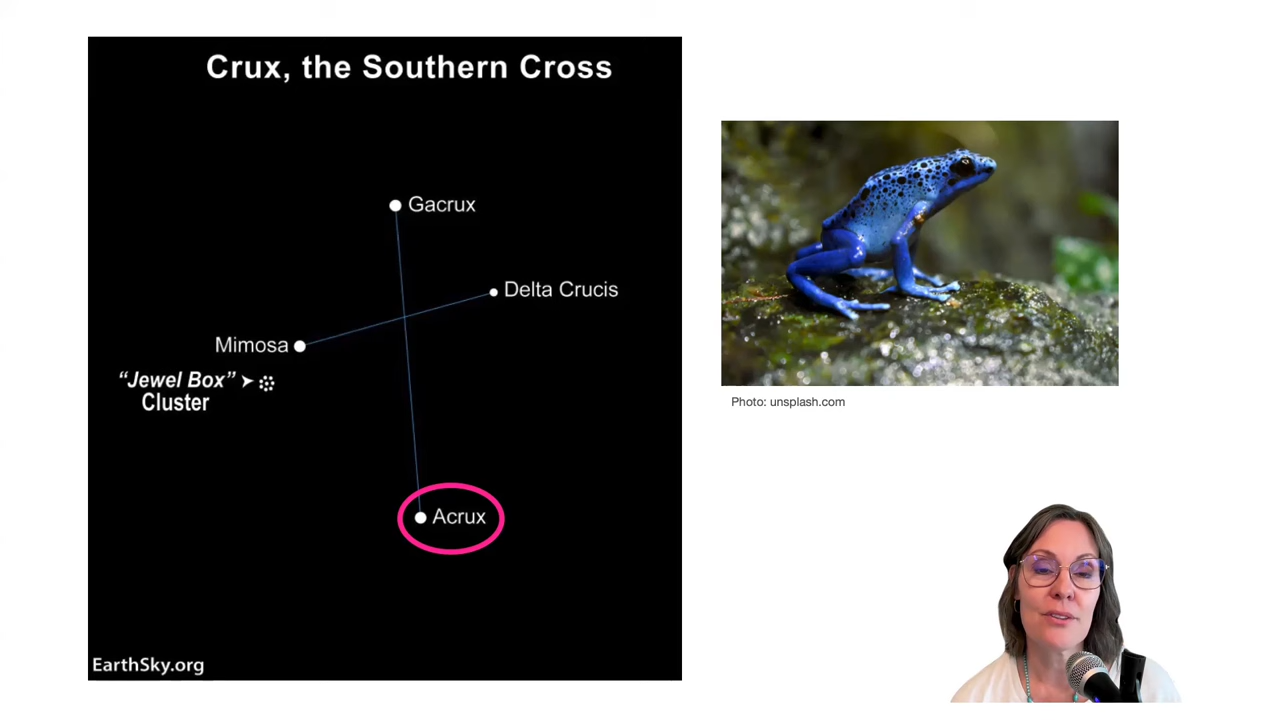 Crux, the Southern Cross
Gacrux
Delta Crucis
Mimosa
“Jewel Box”
Cluster
Acrux
EarthSky.org
Photo: unsplash.com